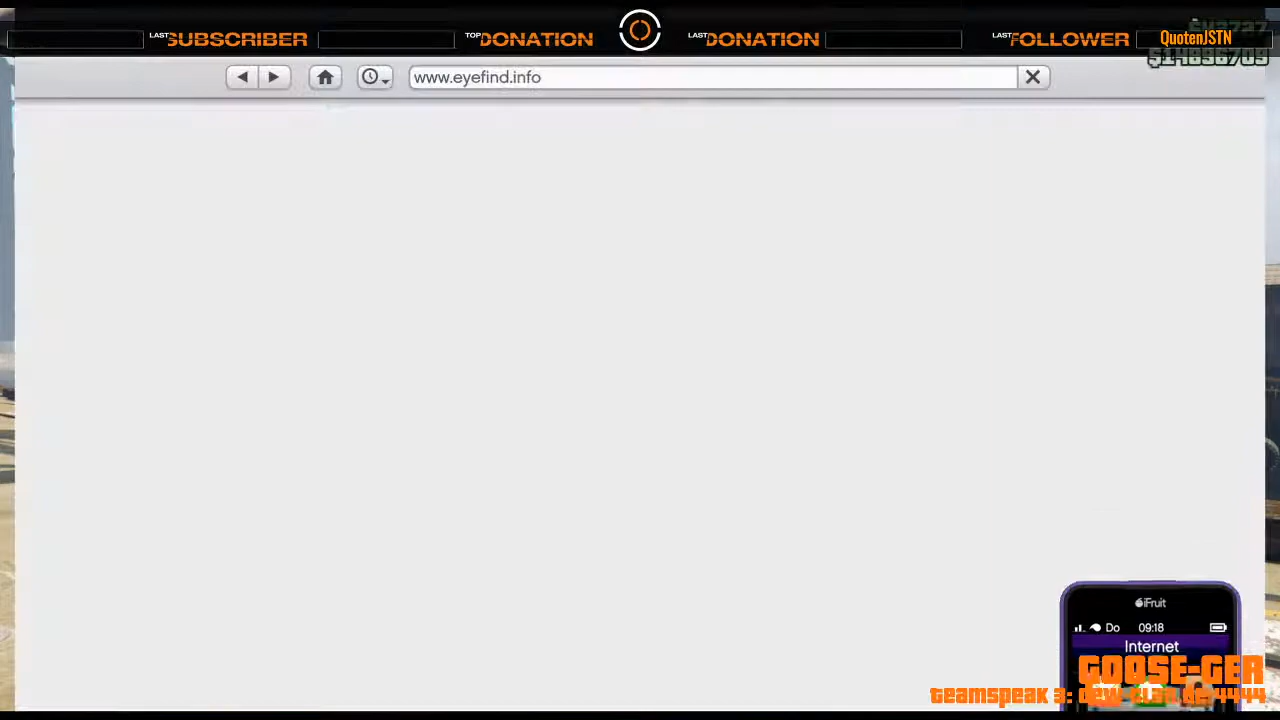 LAST SUBSCRIBER
TOP DONATION
LAST DONATION
LAST FOLLOWER
QuotenJSTN
www.eyefind.info
iFruit
Do 09:18
Internet
GOOSE-GER
TEAMSPEAK 3: